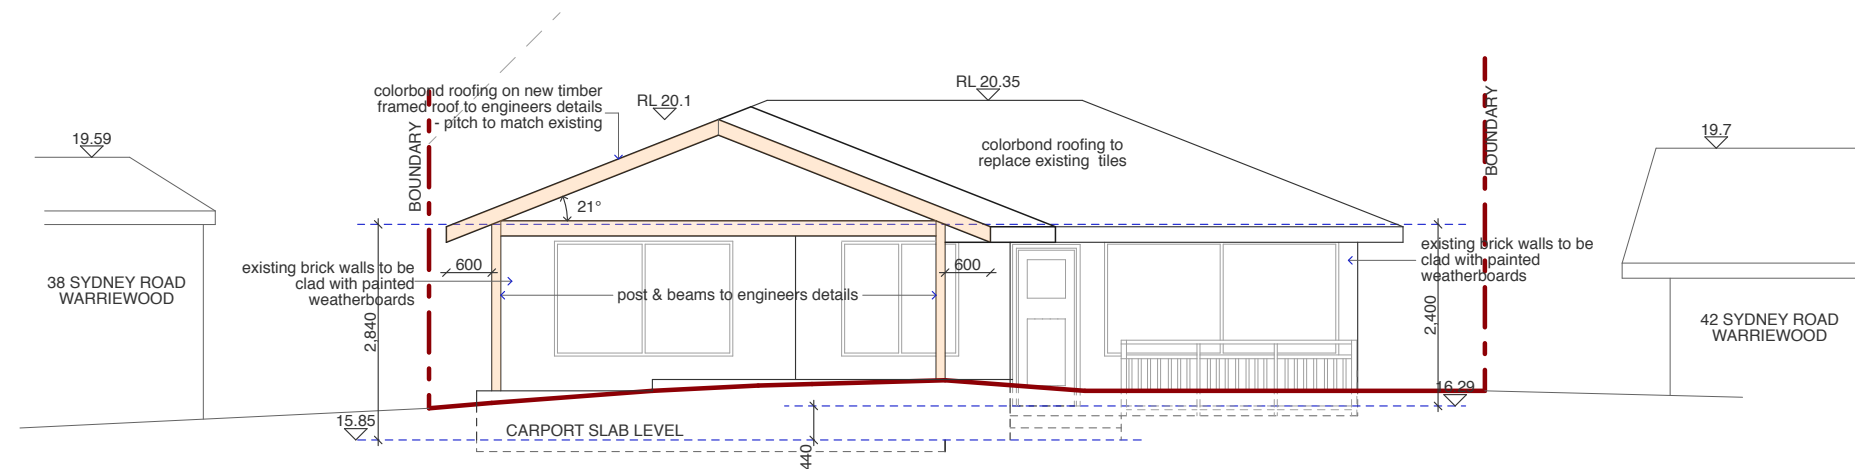 colorbond roofing on new timber
framed roof to engineers details
- pitch to match existing
RL 20.1
RL 20.35
19.59
19.7
BOUNDARY
BOUNDARY
colorbond roofing to
replace existing tiles
21°
600
600
existing brick walls to be
clad with painted
weatherboards
existing brick walls to be
clad with painted
weatherboards
38 SYDNEY ROAD
WARRIEWOOD
post & beams to engineers details
2,840
2,400
42 SYDNEY ROAD
WARRIEWOOD
16.29
15.85
CARPORT SLAB LEVEL
440